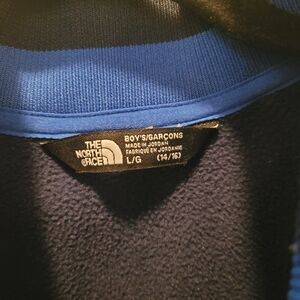 THE
NORTH
FACE
BOY'S/GARÇONS
MADE IN JORDAN
FABRIQUÉ EN JORDANIE
L/G (14/16)